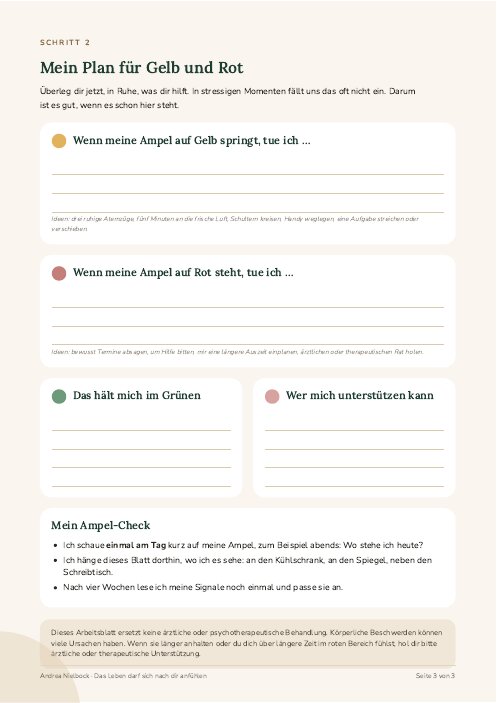 SCHRITT 2
Mein Plan für Gelb und Rot
Überleg dir jetzt, in Ruhe, was dir hilft. In stressigen Momenten fällt uns das oft nicht ein. Darum
ist es gut, wenn es schon hier steht.
Wenn meine Ampel auf Gelb springt, tue ich …
Ideen: drei ruhige Atemzüge, fünf Minuten an die frische Luft, Schultern kreisen, Handy weglegen, eine Aufgabe streichen oder
verschieben.
Wenn meine Ampel auf Rot steht, tue ich …
Ideen: bewusst Termine absagen, um Hilfe bitten, mir eine längere Auszeit einplanen, ärztlichen oder therapeutischen Rat holen.
Das hält mich im Grünen
Wer mich unterstützen kann
Mein Ampel-Check
• Ich schaue einmal am Tag kurz auf meine Ampel, zum Beispiel abends: Wo stehe ich heute?
• Ich hänge dieses Blatt dorthin, wo ich es sehe: an den Kühlschrank, an den Spiegel, neben den
Schreibtisch.
• Nach vier Wochen lese ich meine Signale noch einmal und passe sie an.
Dieses Arbeitsblatt ersetzt keine ärztliche oder psychotherapeutische Behandlung. Körperliche Beschwerden können
viele Ursachen haben. Wenn sie länger anhalten oder du dich über längere Zeit im roten Bereich fühlst, hol dir bitte
ärztliche oder therapeutische Unterstützung.
Andrea Nielbock · Das Leben darf sich nach dir anfühlen
Seite 3 von 3